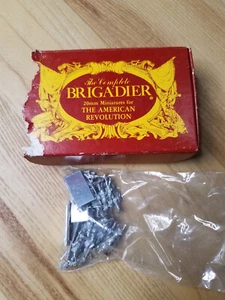 The Complete
BRIGADIER
20mm Miniatures for
THE AMERICAN
REVOLUTION